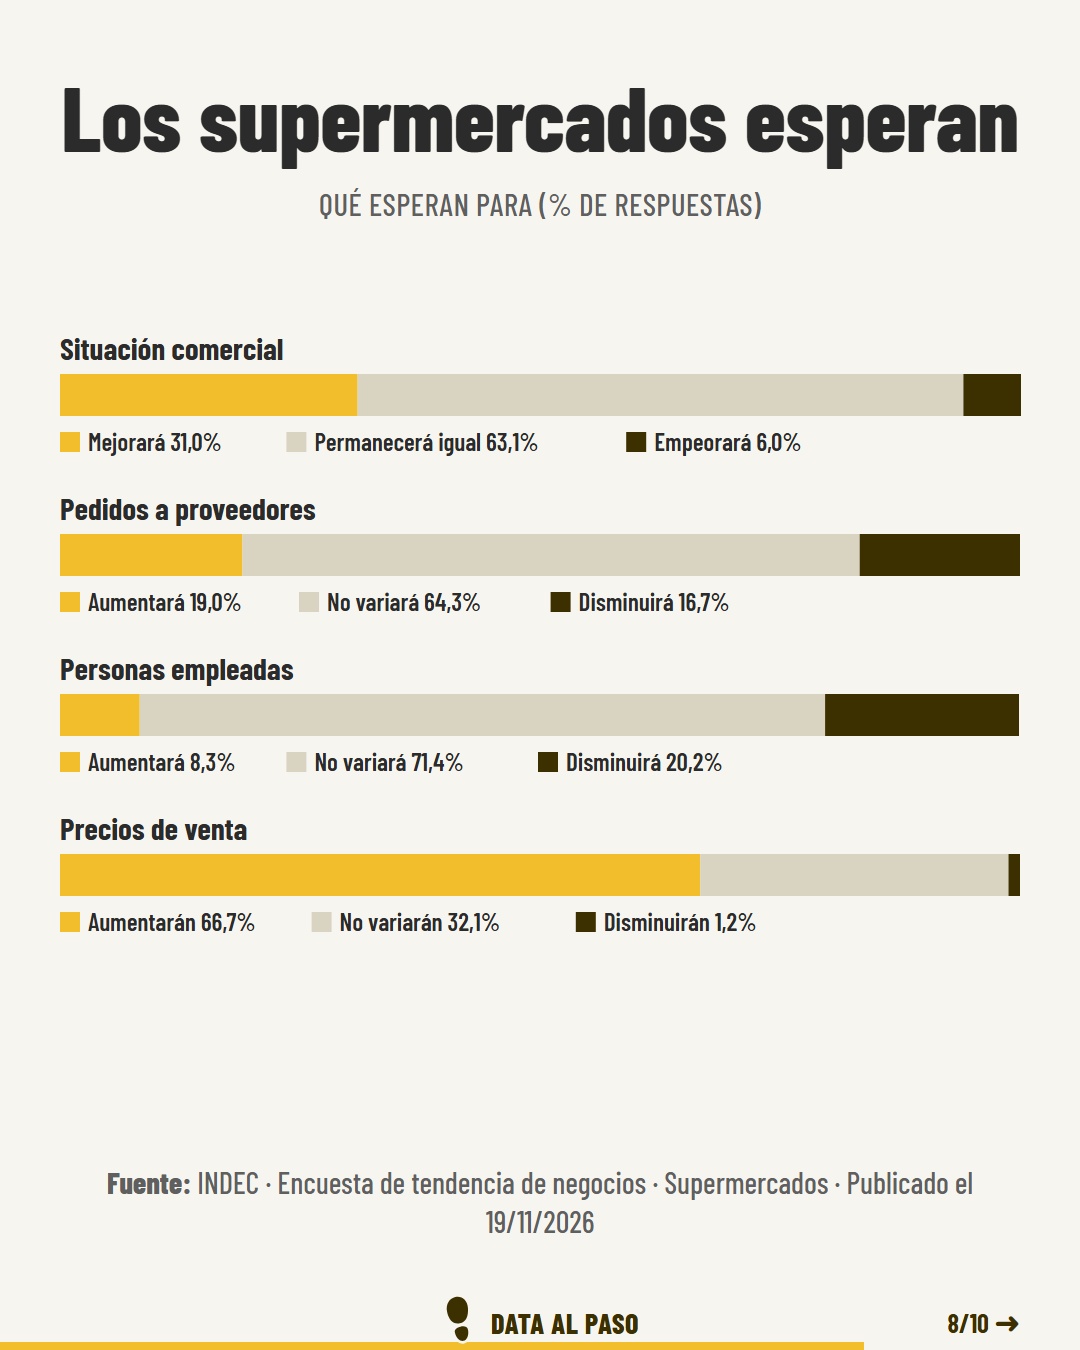 Los supermercados esperan
QUÉ ESPERAN PARA (% DE RESPUESTAS)
Situación comercial
Mejorará 31,0% Permanecerá igual 63,1% Empeorará 6,0%
Pedidos a proveedores
Aumentará 19,0% No variará 64,3% Disminuirá 16,7%
Personas empleadas
Aumentará 8,3% No variará 71,4% Disminuirá 20,2%
Precios de venta
Aumentarán 66,7% No variarán 32,1% Disminuirán 1,2%
Fuente: INDEC · Encuesta de tendencia de negocios · Supermercados · Publicado el
19/11/2026
DATA AL PASO 8/10 →